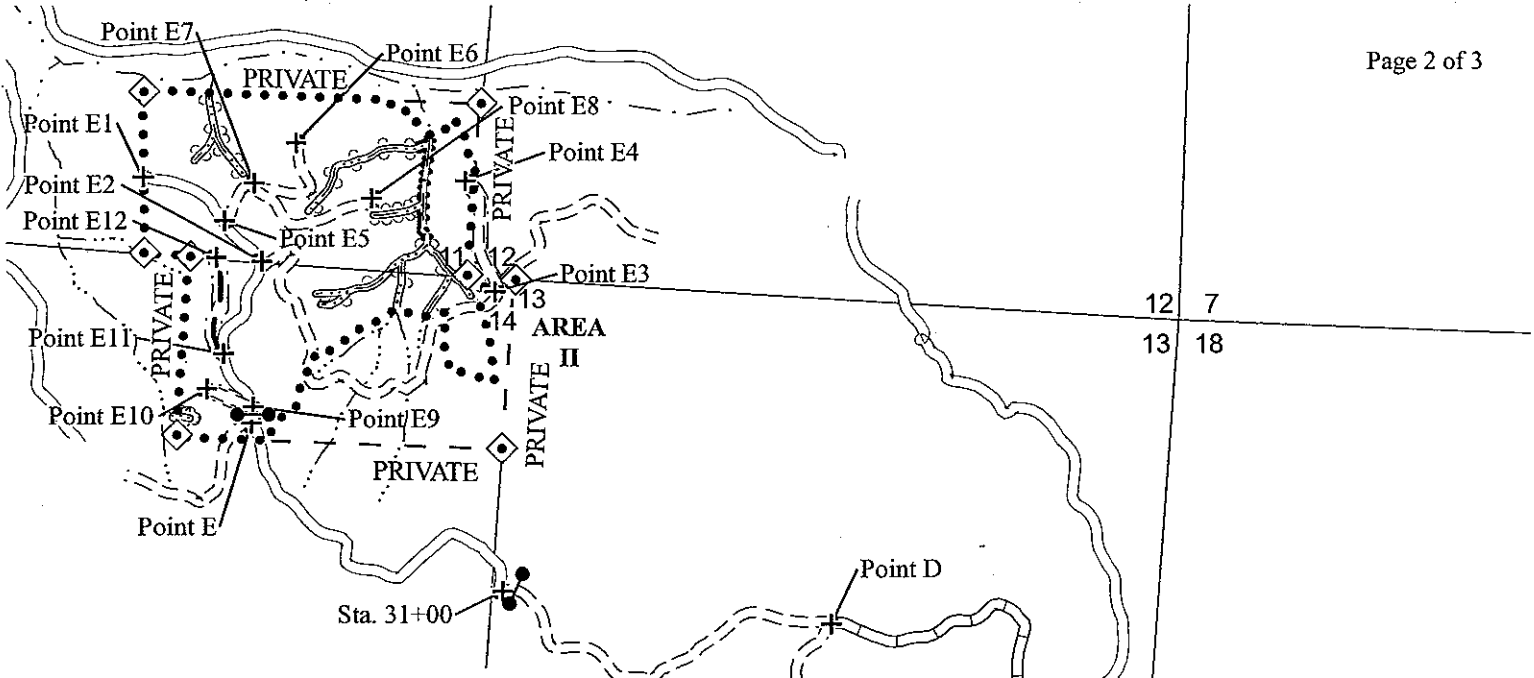 Point E7
Point E6
Page 2 of 3
PRIVATE
Point E8
Point E1
PRIVATE
Point E4
Point E2
Point E12
Point E5
11 12
Point E3
13
14
12 7
13 18
AREA
II
PRIVATE
Point E11
PRIVATE
Point E10
Point E9
PRIVATE
Point E
Point D
Sta. 31+00